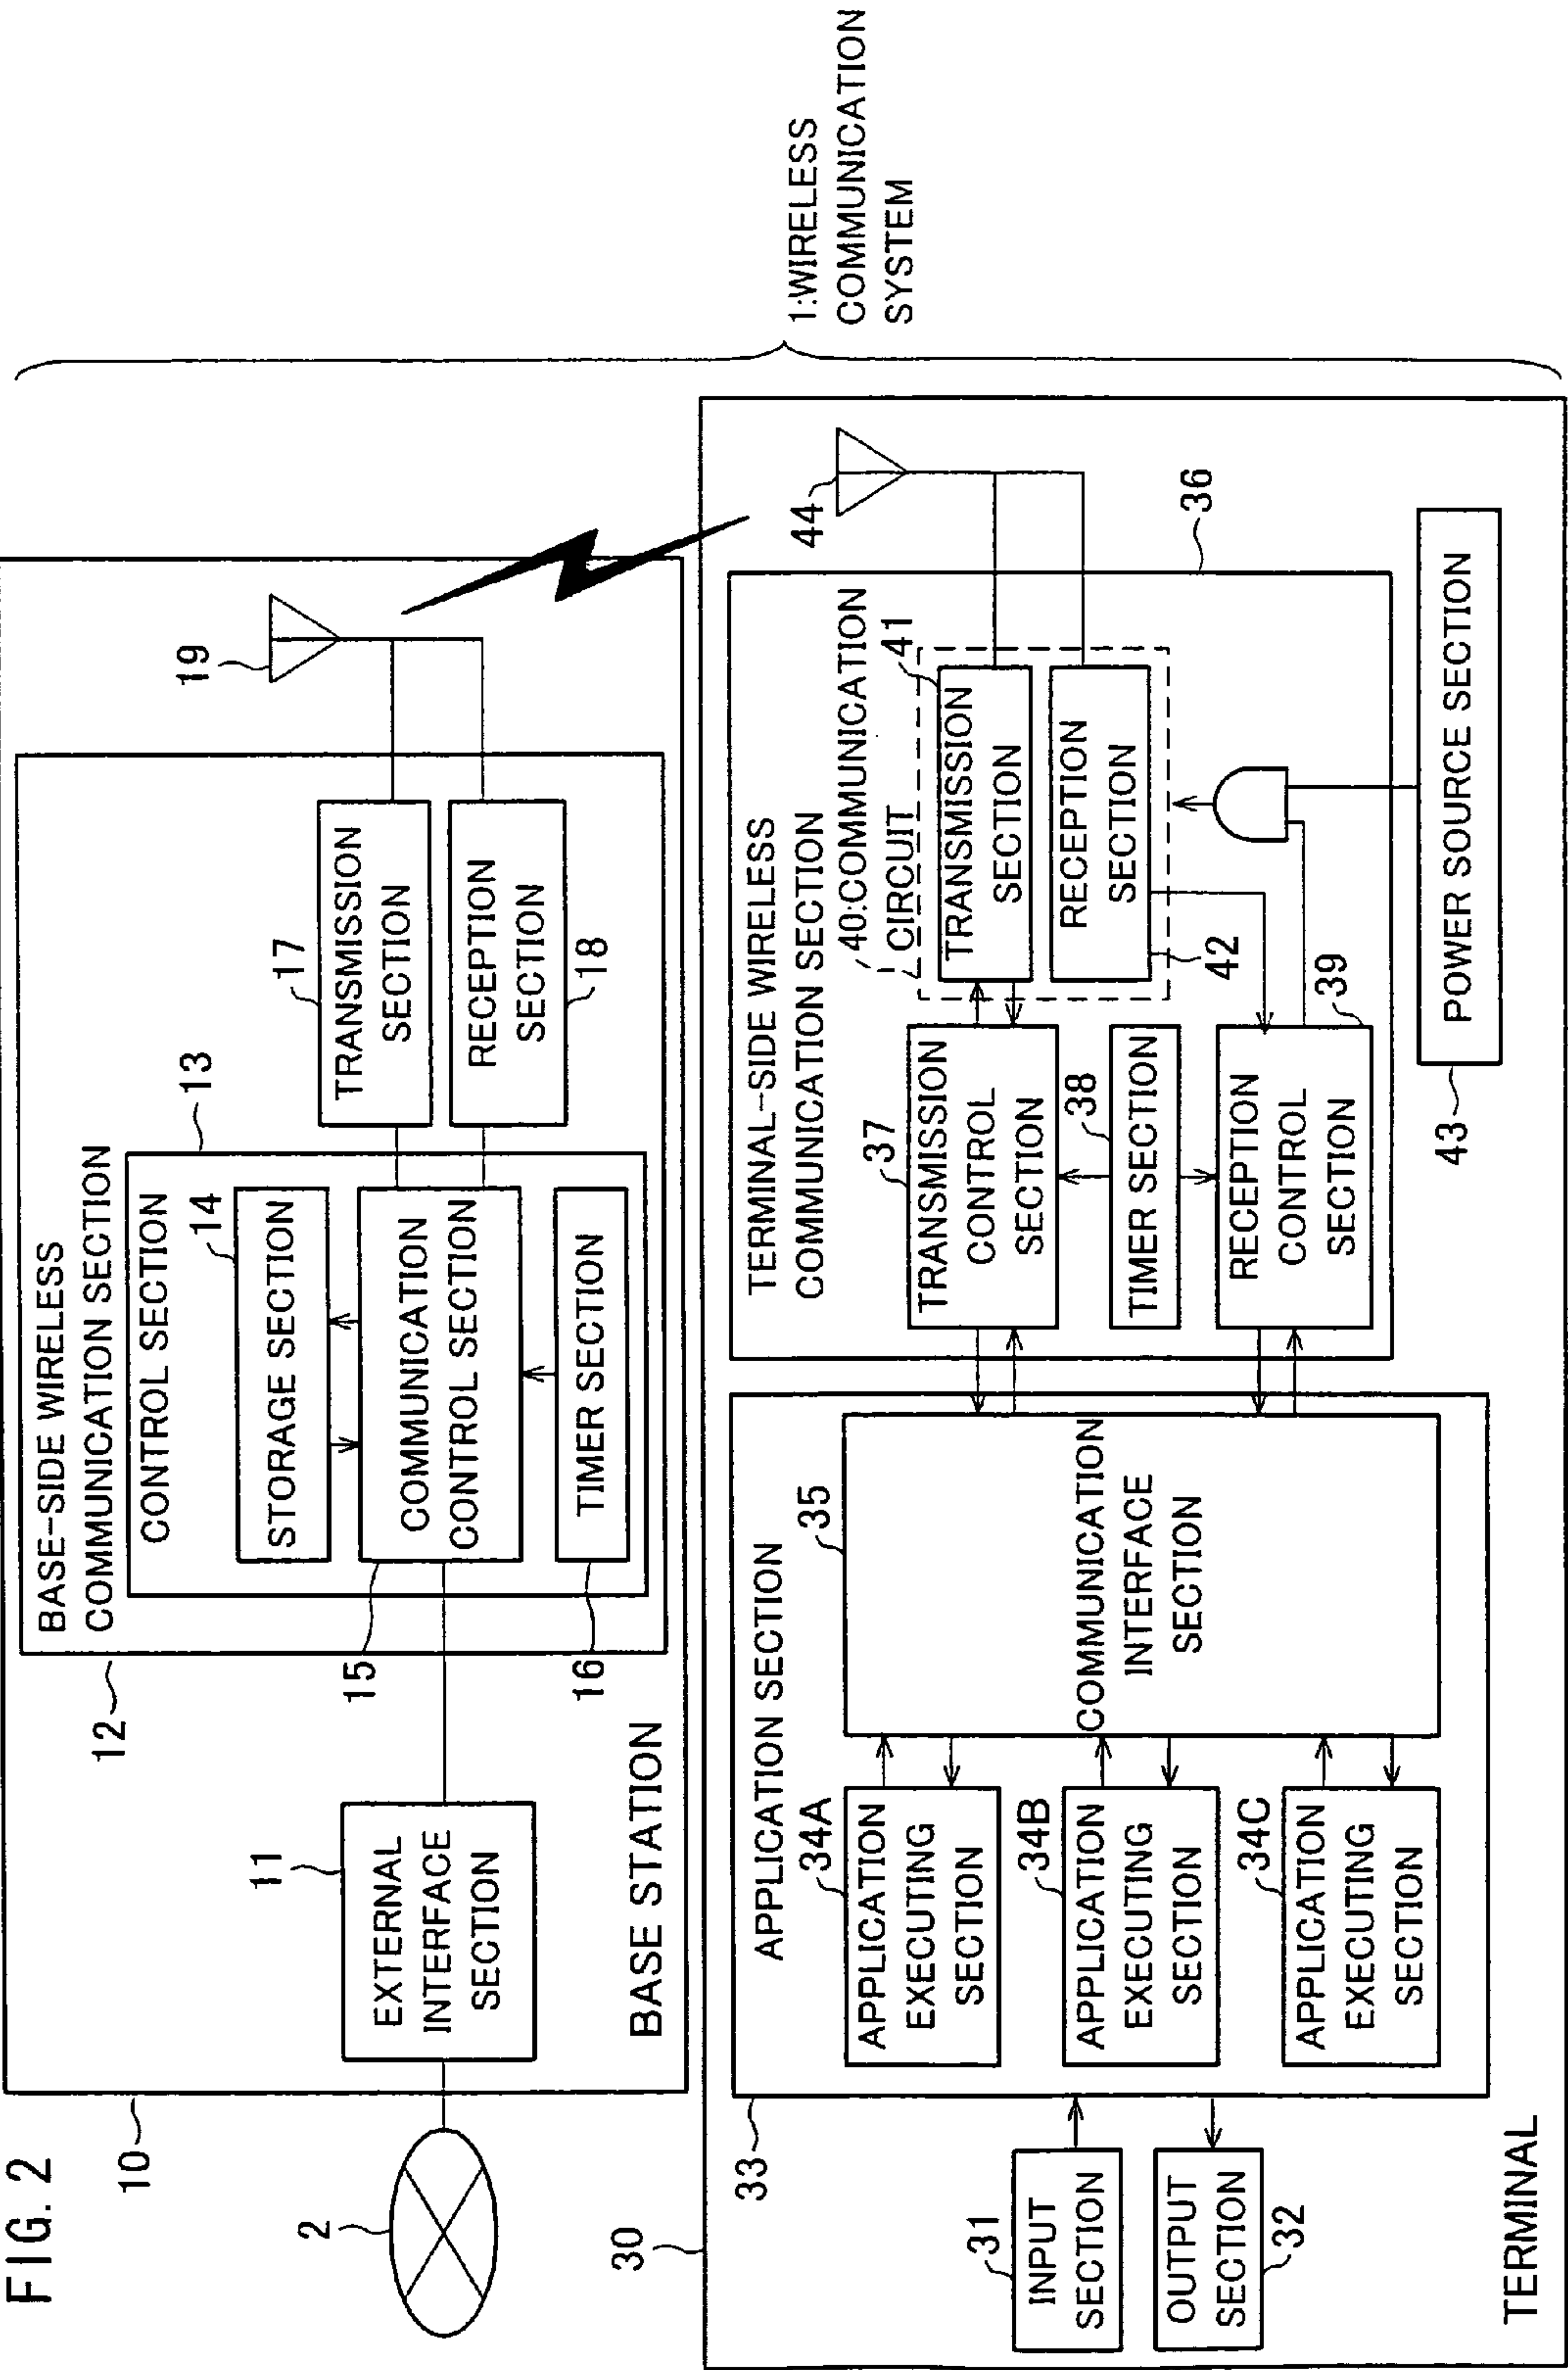 FIG. 2
1:WIRELESS
COMMUNICATION
SYSTEM
10
2
11
EXTERNAL
INTERFACE
SECTION
BASE STATION
12
BASE-SIDE WIRELESS
COMMUNICATION SECTION
13
CONTROL SECTION
14
STORAGE SECTION
15
COMMUNICATION
CONTROL SECTION
16
TIMER SECTION
17
TRANSMISSION
SECTION
RECEPTION
SECTION
18
19
30
31
INPUT
SECTION
OUTPUT
SECTION
32
TERMINAL
33
APPLICATION SECTION
34A
APPLICATION
EXECUTING
SECTION
34B
APPLICATION
EXECUTING
SECTION
34C
APPLICATION
EXECUTING
SECTION
35
COMMUNICATION
INTERFACE
SECTION
TERMINAL-SIDE WIRELESS
COMMUNICATION SECTION
36
37
TRANSMISSION
CONTROL
SECTION
38
TIMER SECTION
RECEPTION
CONTROL
SECTION
39
40:COMMUNICATION
CIRCUIT
41
TRANSMISSION
SECTION
RECEPTION
SECTION
42
44
43
POWER SOURCE SECTION